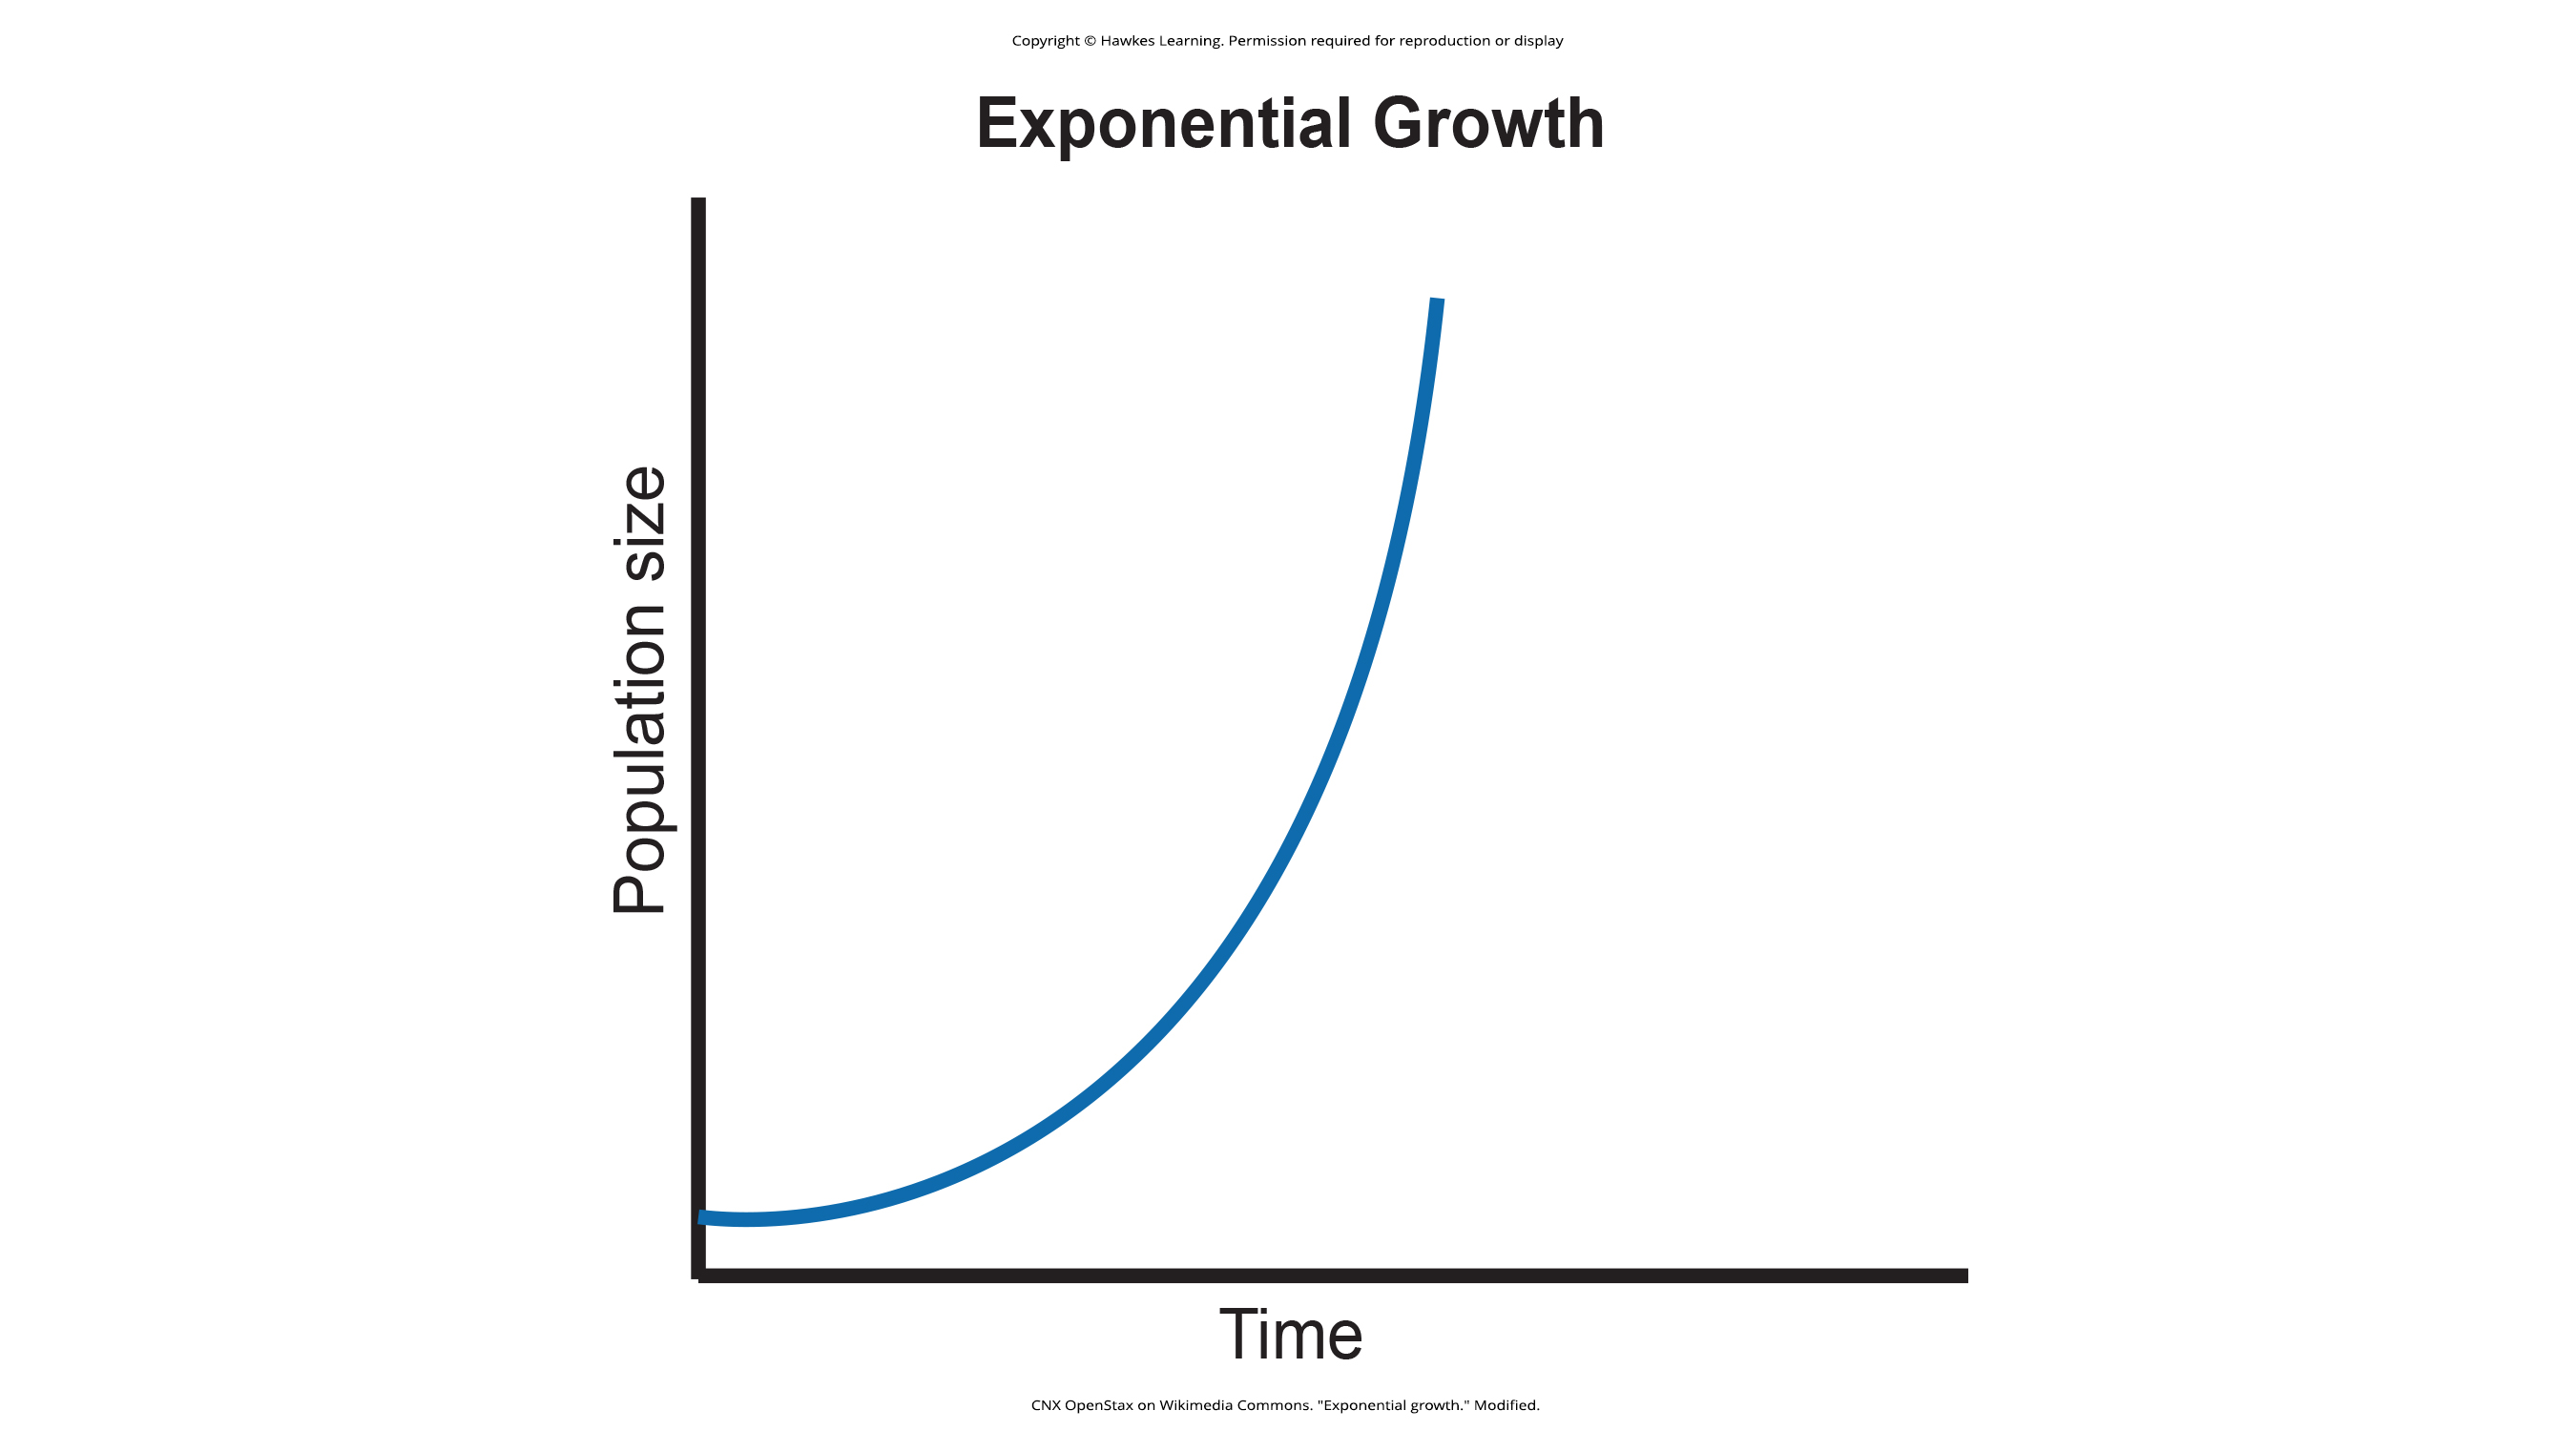 Copyright © Hawkes Learning. Permission required for reproduction or display
Exponential Growth
Population size
Time
CNX OpenStax on Wikimedia Commons. "Exponential growth." Modified.